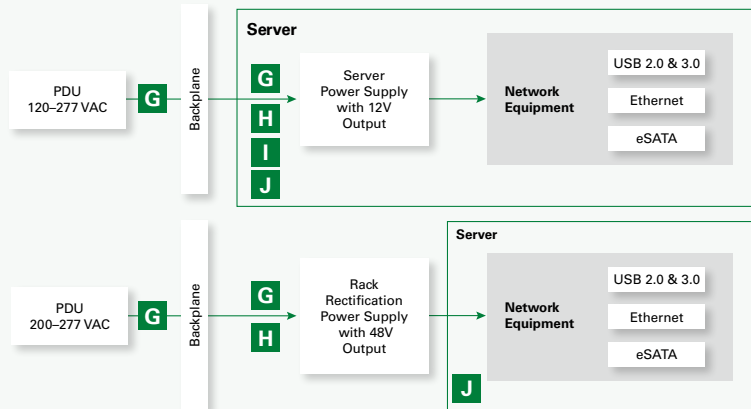 Server
PDU
120–277 VAC
G
Backplane
G
H
I
J
Server
Power Supply
with 12V
Output
Network
Equipment
USB 2.0 & 3.0
Ethernet
eSATA
PDU
200–277 VAC
G
Backplane
G
H
Rack
Rectification
Power Supply
with 48V
Output
Server
Network
Equipment
USB 2.0 & 3.0
Ethernet
eSATA
J